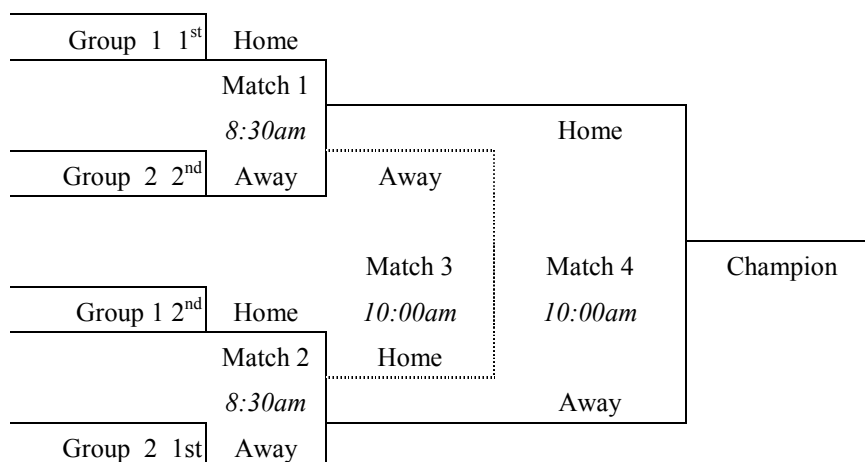 Group 1 1st Home
Match 1
8:30am Home
Group 2 2nd Away Away
Match 3 Match 4 Champion
Group 1 2nd Home 10:00am 10:00am
Match 2 Home
8:30am Away
Group 2 1st Away